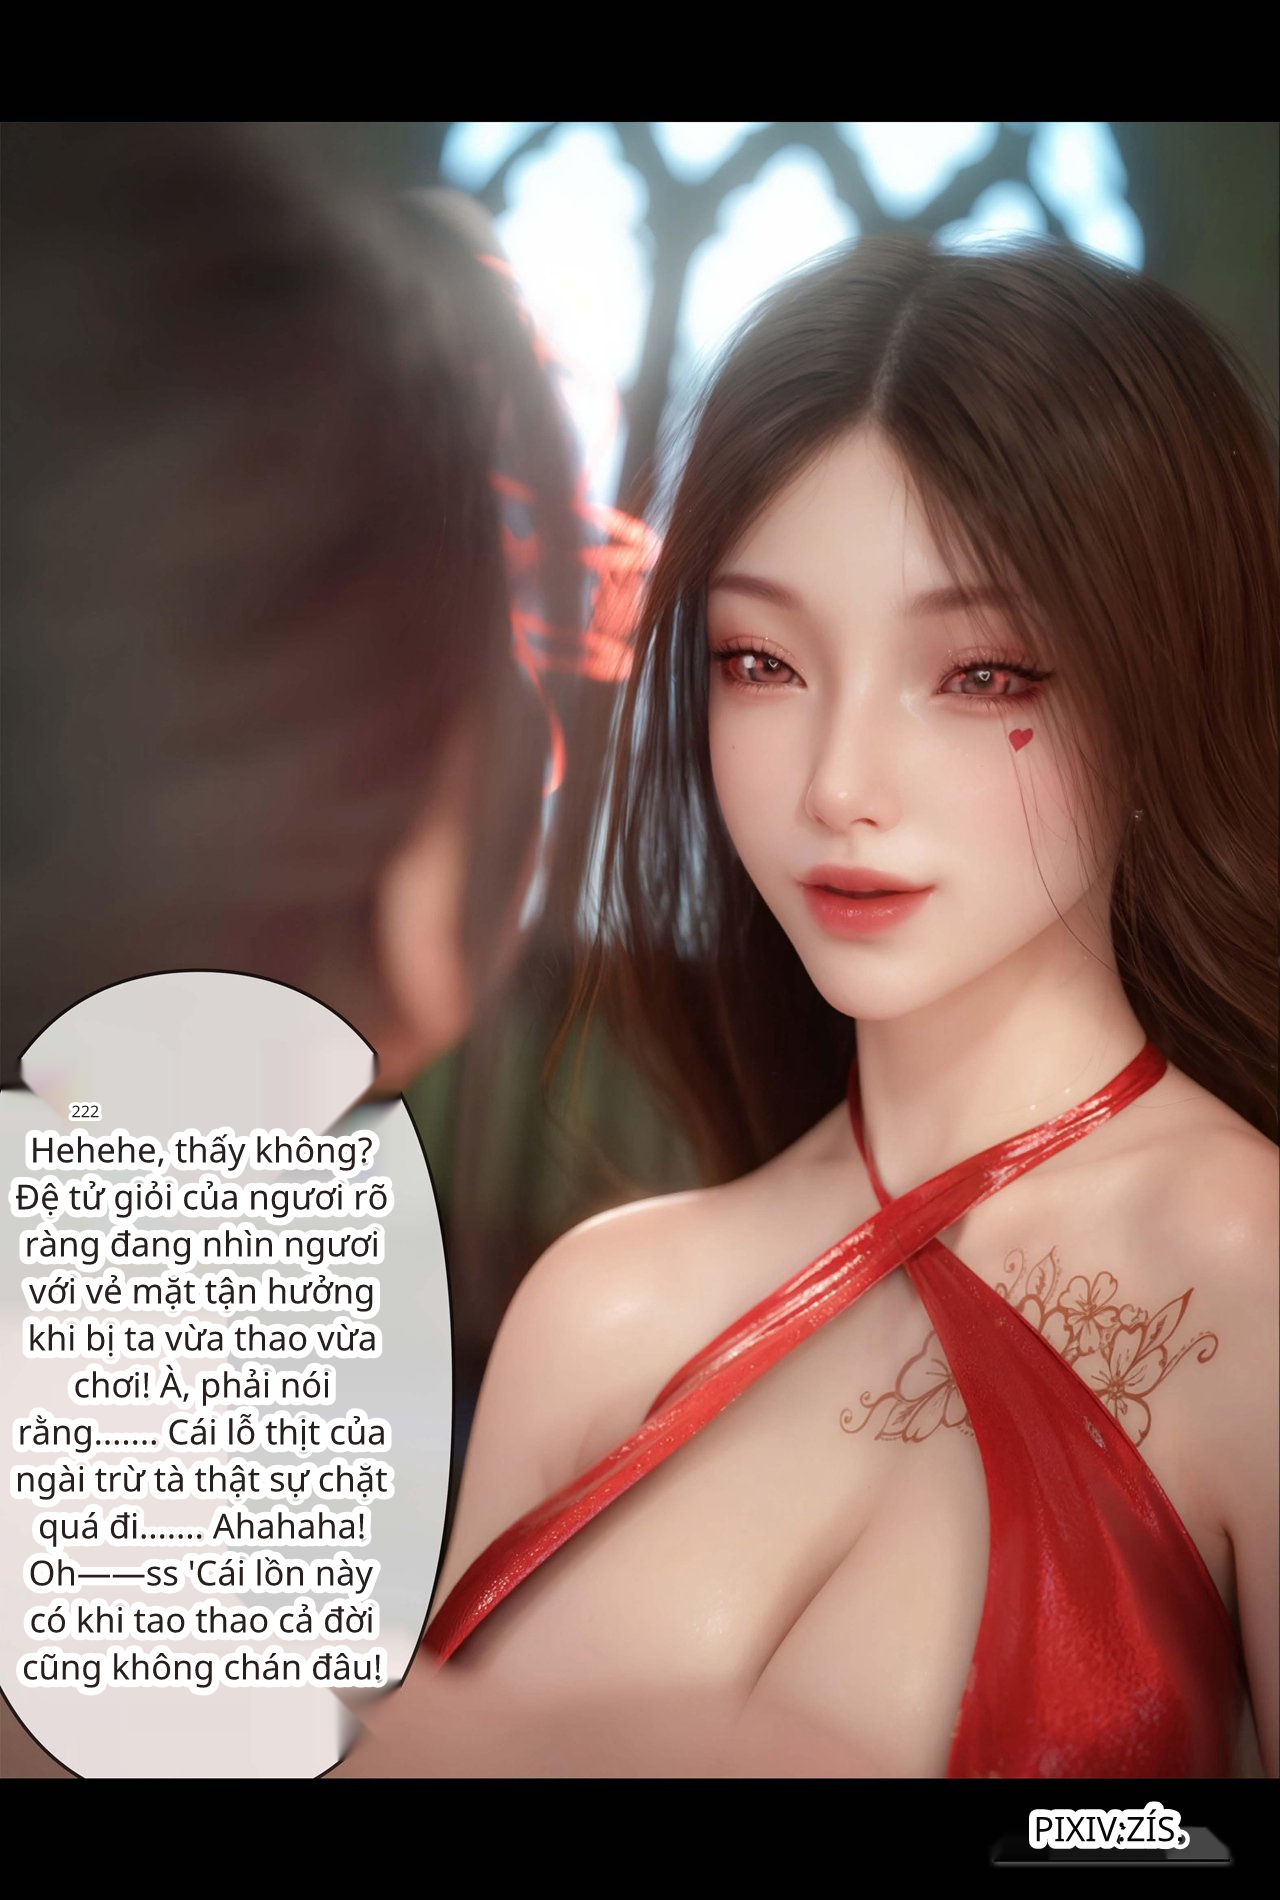 222
Hehehe, thấy không?
Đệ tử giỏi của ngươi rõ
ràng đang nhìn ngươi
với vẻ mặt tận hưởng
khi bị ta vừa thao vừa
chơi! À, phải nói
rằng....... Cái lỗ thịt của
ngài trừ tà thật sự chặt
quá đi....... Ahahaha!
Oh——ss 'Cái lồn này
có khi tao thao cả đời
cũng không chán đâu!
PIXIV:ZÍS.